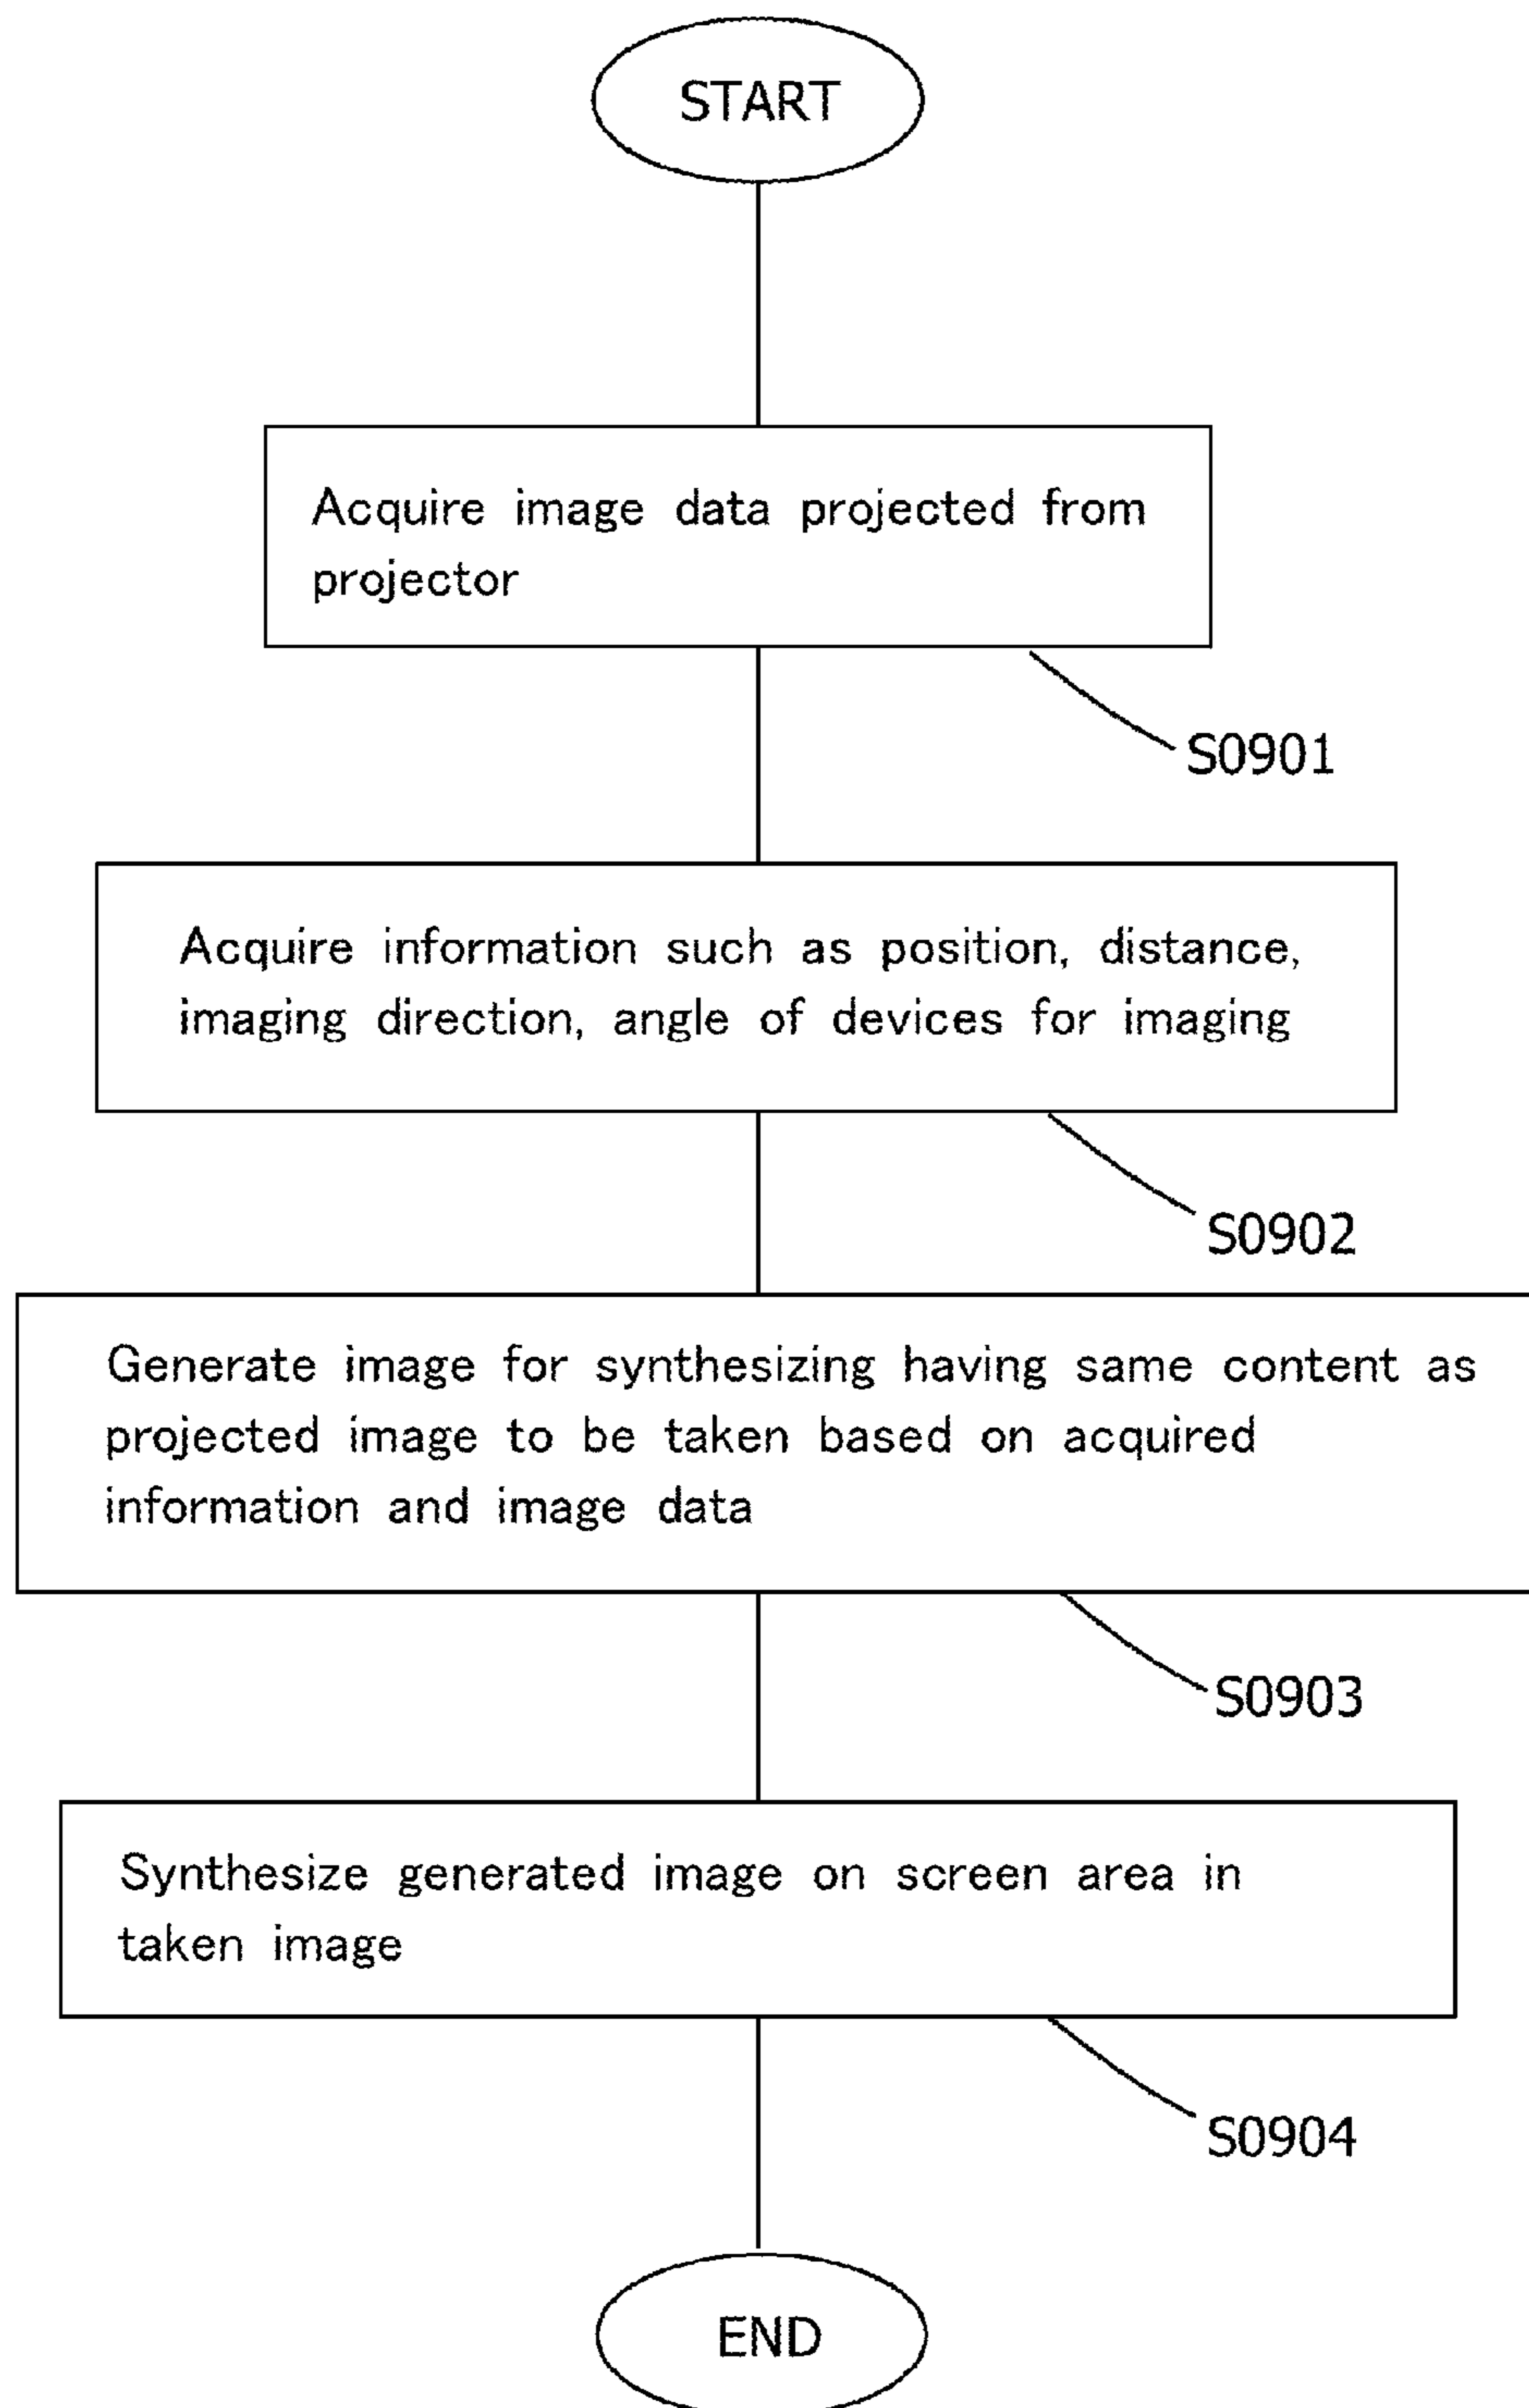 START
Acquire image data projected from
projector
S0901
Acquire information such as position, distance,
imaging direction, angle of devices for imaging
S0902
Generate image for synthesizing having same content as
projected image to be taken based on acquired
information and image data
S0903
Synthesize generated image on screen area in
taken image
S0904
END